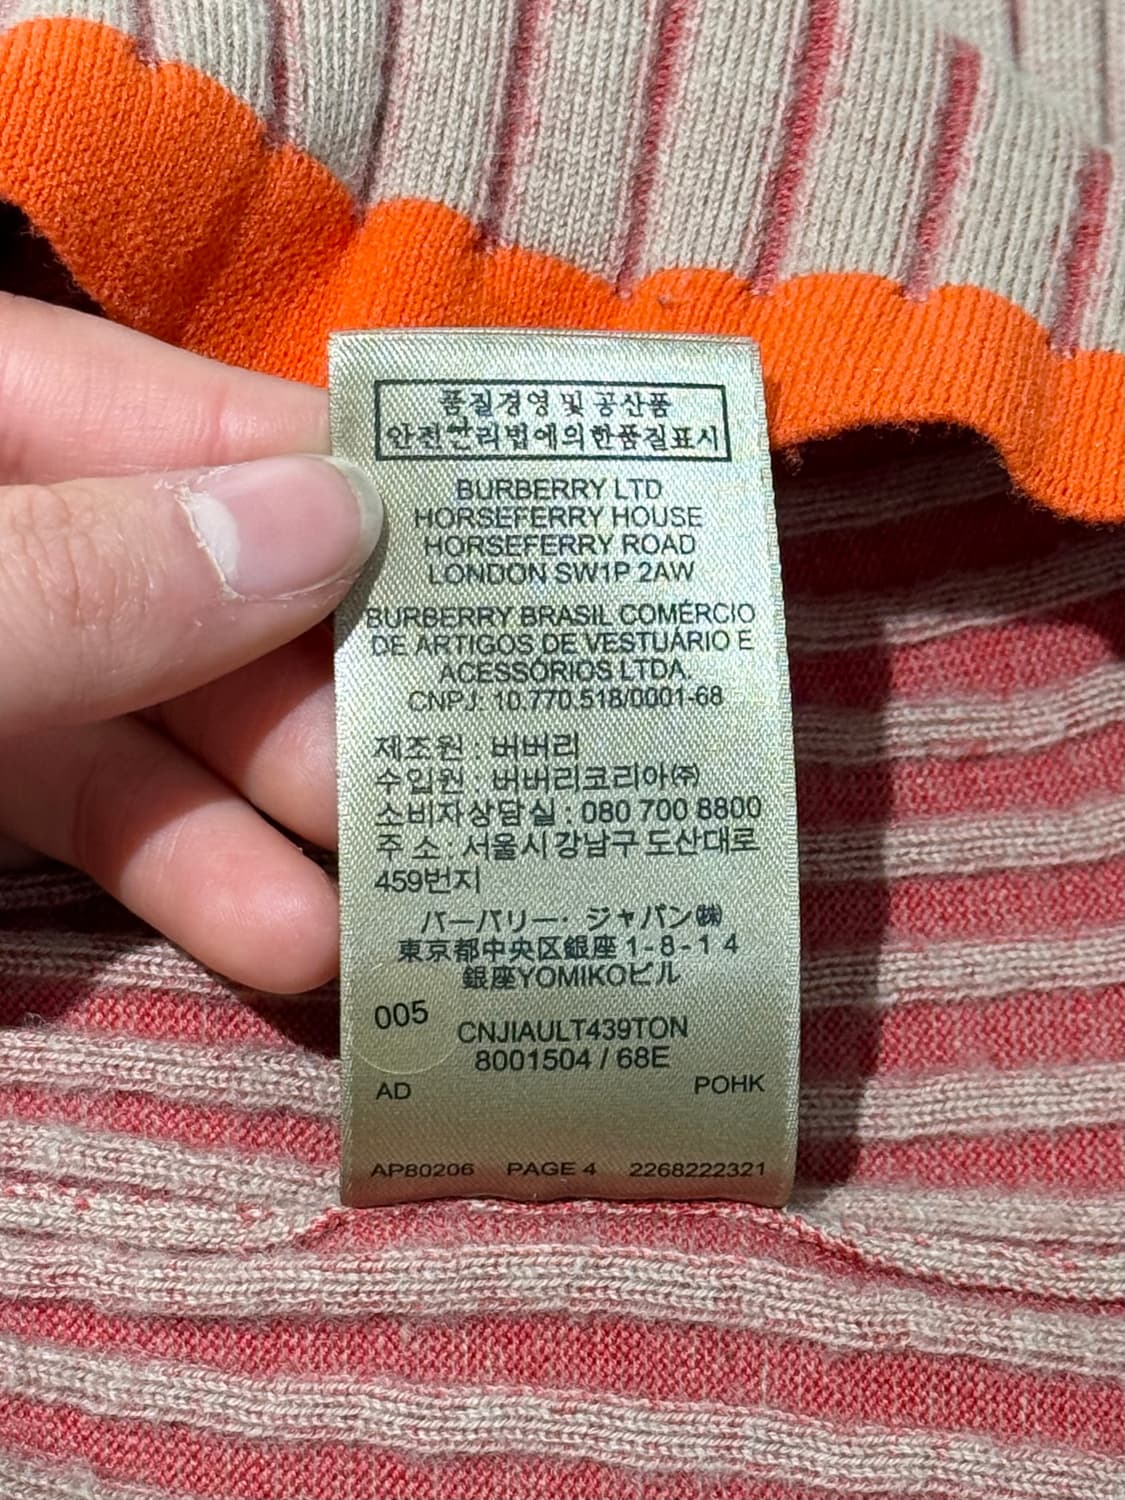 품질경영 및 공산품
안전관리법에의한품질표시
BURBERRY LTD
HORSEFERRY HOUSE
HORSEFERRY ROAD
LONDON SW1P 2AW
BURBERRY BRASIL COMÉRCIO
DE ARTIGOS DE VESTUÁRIO E
ACESSÓRIOS LTDA.
CNPJ: 10.770.518/0001-68
제조원 : 버버리
수입원 : 버버리코리아㈜
소비자상담실 : 080 700 8800
주 소 : 서울시 강남구 도산대로
459번지
バーバリー・ジャパン㈱
東京都中央区銀座 1-8-1 4
銀座YOMIKOビル
005
CNJIAULT439TON
8001504 / 68E
AD POHK
AP80206 PAGE 4 2268222321